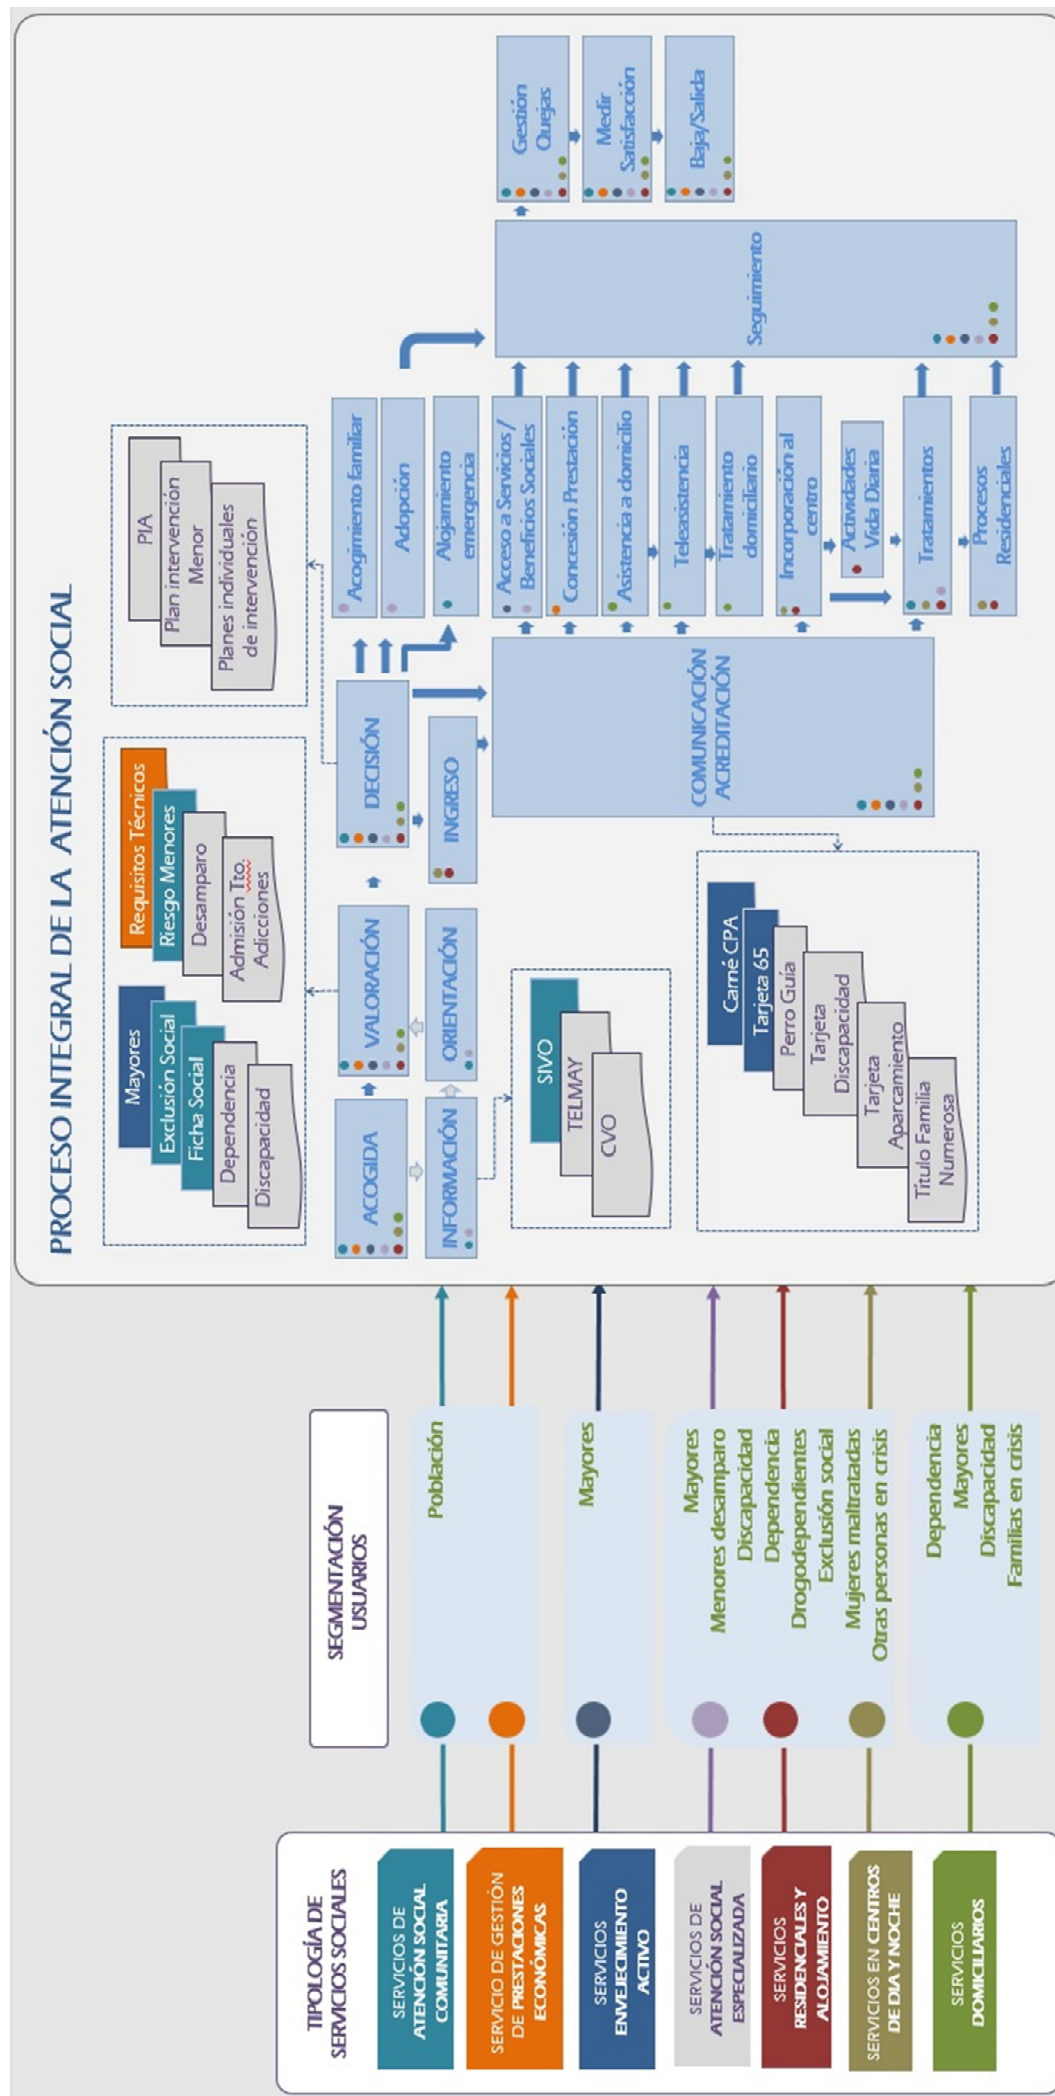 PROCESO INTEGRAL DE LA ATENCIÓN SOCIAL
TIPOLOGÍA DE
SERVICIOS SOCIALES
SERVICIOS DE
ATENCIÓN SOCIAL
COMUNITARIA
SERVICIO DE GESTIÓN
DE PRESTACIONES
ECONÓMICAS
SERVICIOS
ENVEJECIMIENTO
ACTIVO
SERVICIOS DE
ATENCIÓN SOCIAL
ESPECIALIZADA
SERVICIOS
RESIDENCIALES Y
ALOJAMIENTO
SERVICIOS EN CENTROS
DE DIA Y NOCHE
SERVICIOS
DOMICILIARIOS
SEGMENTACIÓN
USUARIOS
Población
Mayores
Mayores
Menores desamparo
Discapacidad
Dependencia
Drogodependientes
Exclusión social
Mujeres maltratadas
Otras personas en crisis
Dependencia
Mayores
Discapacidad
Familias en crisis
Mayores
Exclusión Social
Ficha Social
Dependencia
Discapacidad
Requisitos Técnicos
Riesgo Menores
Desamparo
Admisión Tto.
Adicciones
PIA
Plan intervención
Menor
Planes individuales
de intervención
ACOGIDA
INFORMACIÓN
VALORACIÓN
ORIENTACIÓN
DECISIÓN
INGRESO
SIVO
TELMAY
CVO
Carné CPA
Tarjeta 65
Perro Guía
Tarjeta
Discapacidad
Tarjeta
Aparcamiento
Título Familia
Numerosa
COMUNICACIÓN
ACREDITACIÓN
Acogimiento familiar
Adopción
Alojamiento
emergencia
Acceso a Servicios /
Beneficios Sociales
Concesión Prestación
Asistencia a domicilio
Teleasistencia
Tratamiento
domiciliario
Incorporación al
centro
Actividades
Vida Diaria
Tratamientos
Procesos
Residenciales
Seguimiento
Gestión
Quejas
Medir
Satisfacción
Baja/Salida